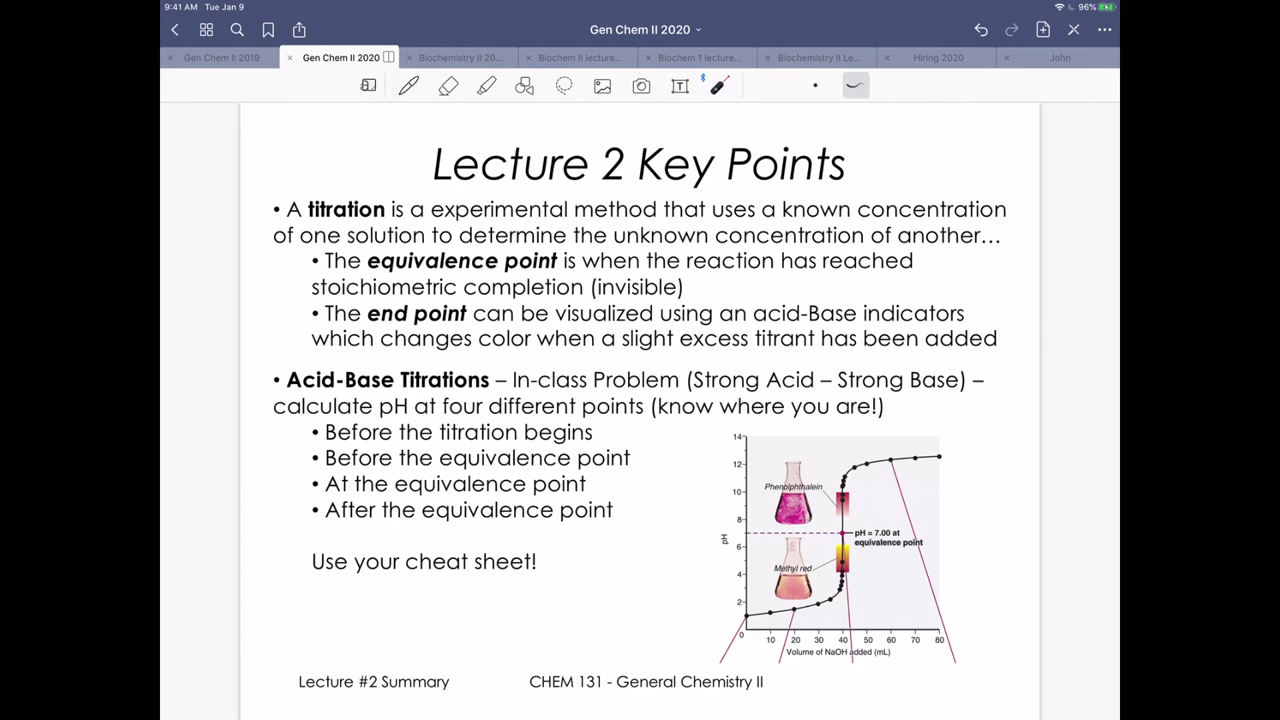 9:41 AM Tue Jan 9
96%
Gen Chem II 2020
Gen Chem II 2019
Gen Chem II 2020
Biochemistry II 20...
Biochem II lecture...
Biochem 1 lecture...
Biochemistry II Le...
Hiring 2020
John
T
Lecture 2 Key Points
• A titration is a experimental method that uses a known concentration
of one solution to determine the unknown concentration of another…
• The equivalence point is when the reaction has reached
stoichiometric completion (invisible)
• The end point can be visualized using an acid-Base indicators
which changes color when a slight excess titrant has been added
• Acid-Base Titrations – In-class Problem (Strong Acid – Strong Base) –
calculate pH at four different points (know where you are!)
• Before the titration begins
• Before the equivalence point
• At the equivalence point
• After the equivalence point
Use your cheat sheet!
14
12
Phenolphthalein
10
8
pH
pH = 7.00 at
equivalence point
6
Methyl red
4
2
0
10 20 30 40 50 60 70 80
Volume of NaOH added (mL)
Lecture #2 Summary
CHEM 131 - General Chemistry II